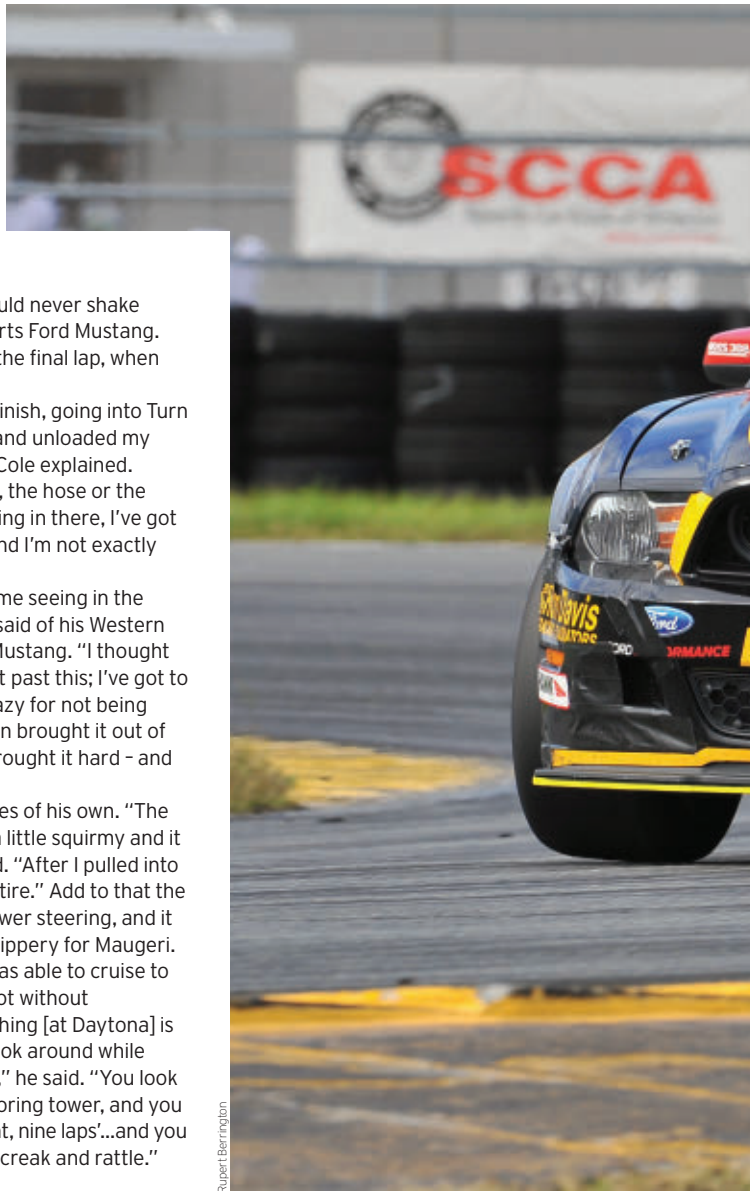 SCCA
uld never shake
rts Ford Mustang.
the final lap, when
inish, going into Turn
and unloaded my
Cole explained.
, the hose or the
ing in there, I've got
nd I'm not exactly
me seeing in the
said of his Western
Mustang. “I thought
t past this; I've got to
azy for not being
n brought it out of
rought it hard – and
es of his own. “The
a little squirmy and it
d. “After I pulled into
tire.” Add to that the
wer steering, and it
ippery for Maugeri.
as able to cruise to
ot without
hing [at Daytona] is
ok around while
,” he said. “You look
oring tower, and you
t, nine laps’...and you
creak and rattle.”
Rupert Berrington
Davis
Ford
ORD
RMANCE